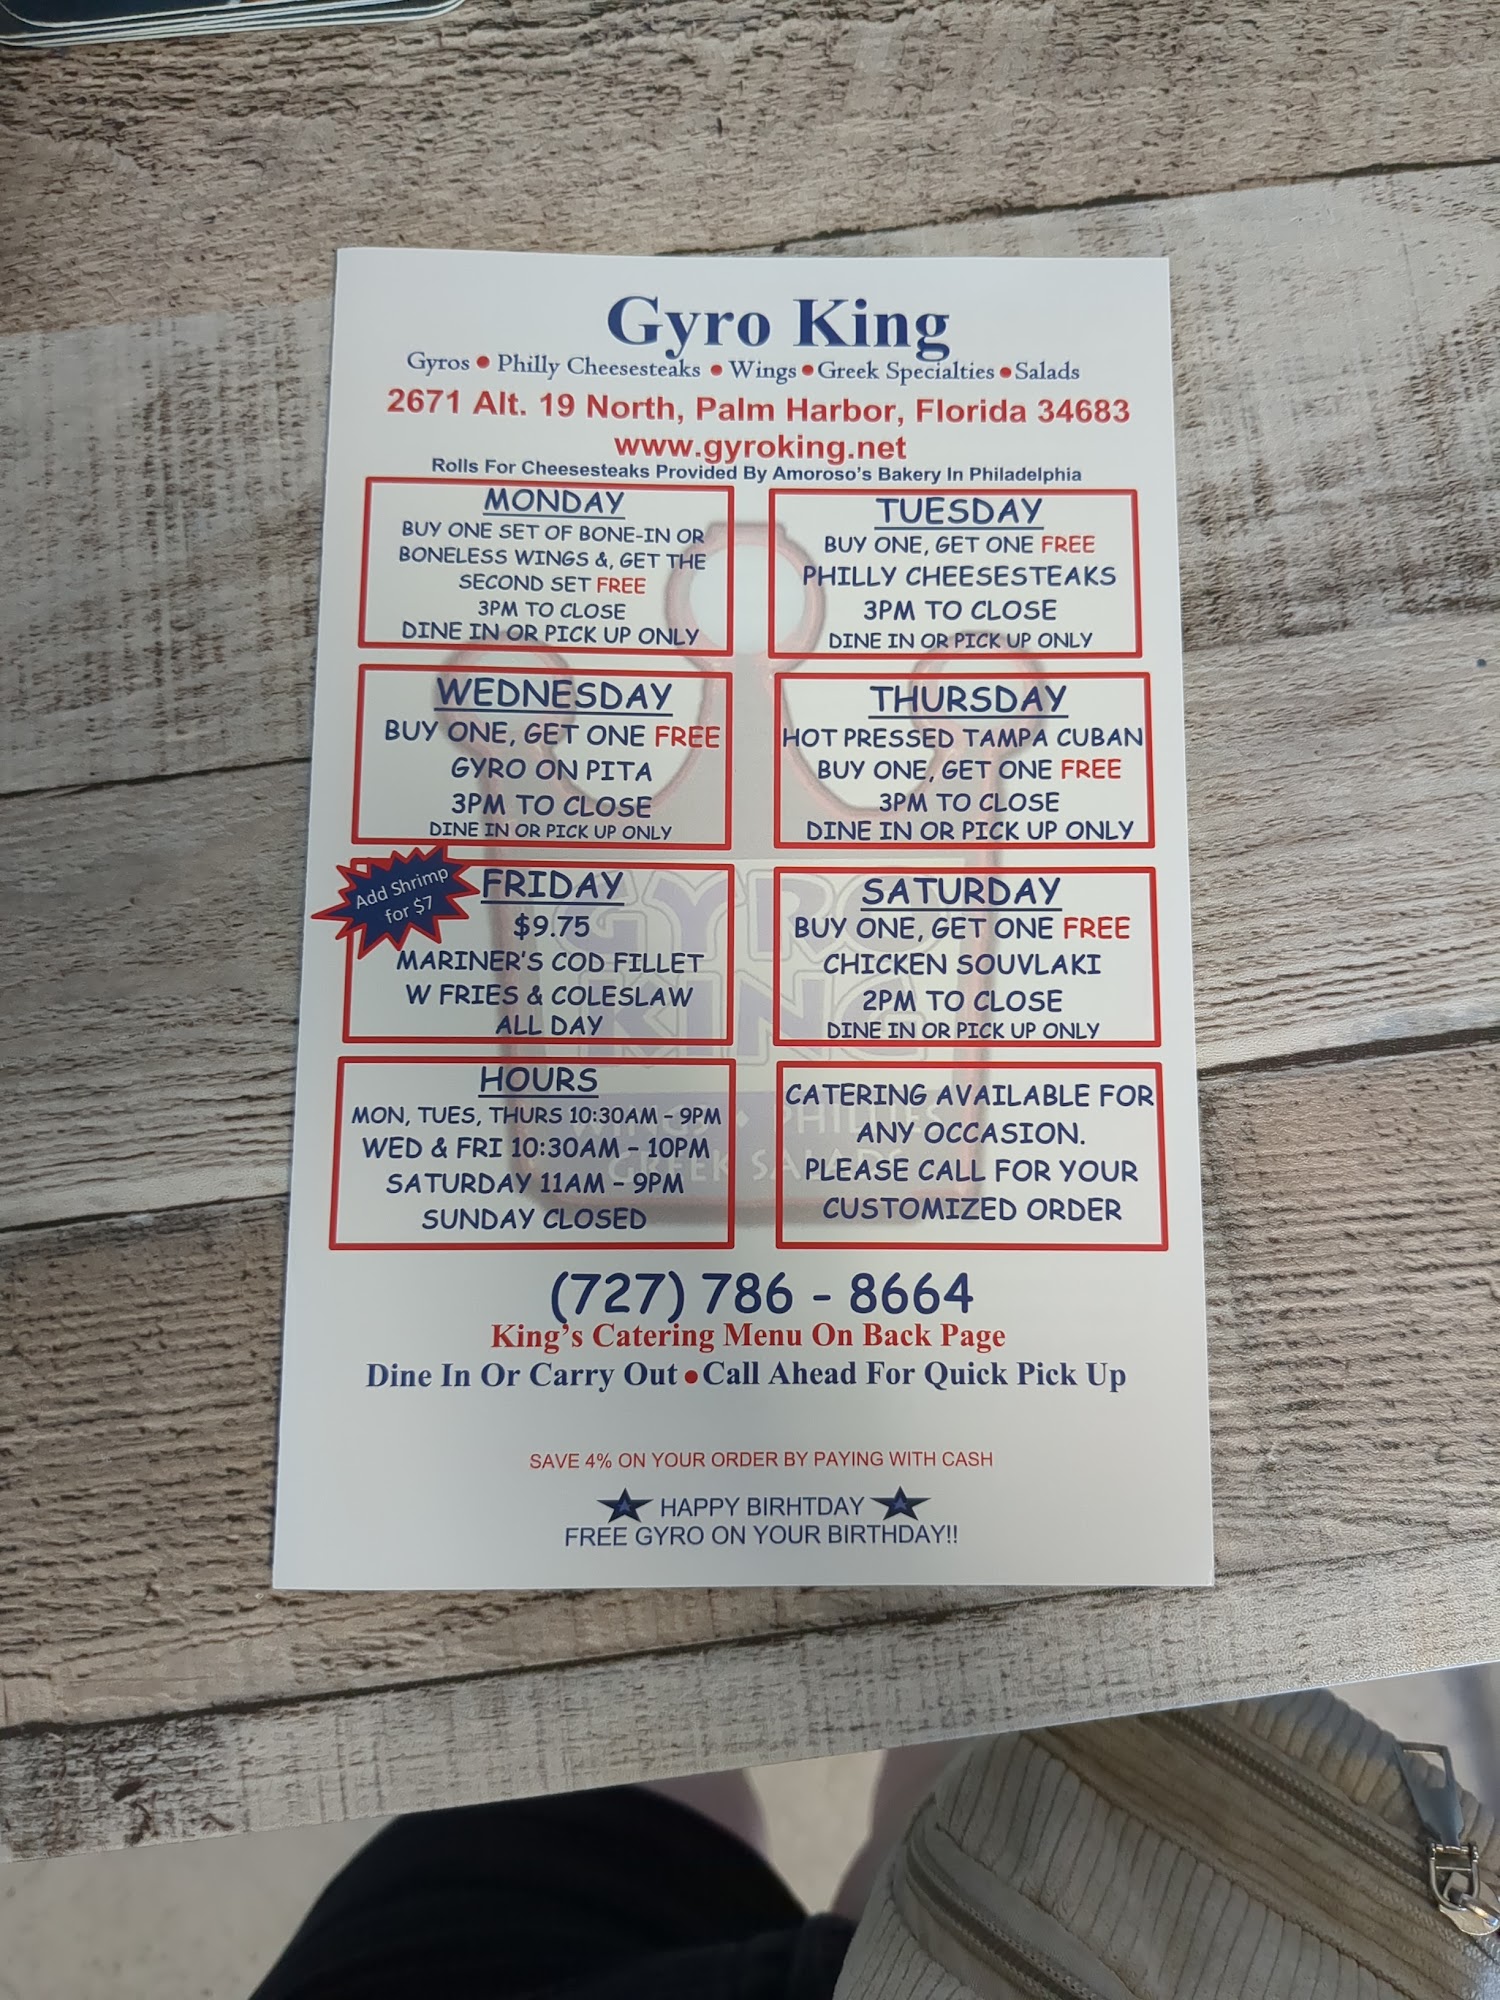 Gyro King
Gyros • Philly Cheesesteaks • Wings • Greek Specialties • Salads
2671 Alt. 19 North, Palm Harbor, Florida 34683
www.gyroking.net
Rolls For Cheesesteaks Provided By Amoroso's Bakery In Philadelphia
MONDAY
BUY ONE SET OF BONE-IN OR
BONELESS WINGS &, GET THE
SECOND SET FREE
3PM TO CLOSE
DINE IN OR PICK UP ONLY
TUESDAY
BUY ONE, GET ONE FREE
PHILLY CHEESESTEAKS
3PM TO CLOSE
DINE IN OR PICK UP ONLY
WEDNESDAY
BUY ONE, GET ONE FREE
GYRO ON PITA
3PM TO CLOSE
DINE IN OR PICK UP ONLY
THURSDAY
HOT PRESSED TAMPA CUBAN
BUY ONE, GET ONE FREE
3PM TO CLOSE
DINE IN OR PICK UP ONLY
Add Shrimp
for $7
FRIDAY
$9.75
MARINER'S COD FILLET
W FRIES & COLESLAW
ALL DAY
SATURDAY
BUY ONE, GET ONE FREE
CHICKEN SOUVLAKI
2PM TO CLOSE
DINE IN OR PICK UP ONLY
GYRO
KING
WINGS • PHILLIES
GREEK SALADS
HOURS
MON, TUES, THURS 10:30AM – 9PM
WED & FRI 10:30AM – 10PM
SATURDAY 11AM – 9PM
SUNDAY CLOSED
CATERING AVAILABLE FOR
ANY OCCASION.
PLEASE CALL FOR YOUR
CUSTOMIZED ORDER
(727) 786 - 8664
King's Catering Menu On Back Page
Dine In Or Carry Out • Call Ahead For Quick Pick Up
SAVE 4% ON YOUR ORDER BY PAYING WITH CASH
HAPPY BIRHTDAY
FREE GYRO ON YOUR BIRTHDAY!!